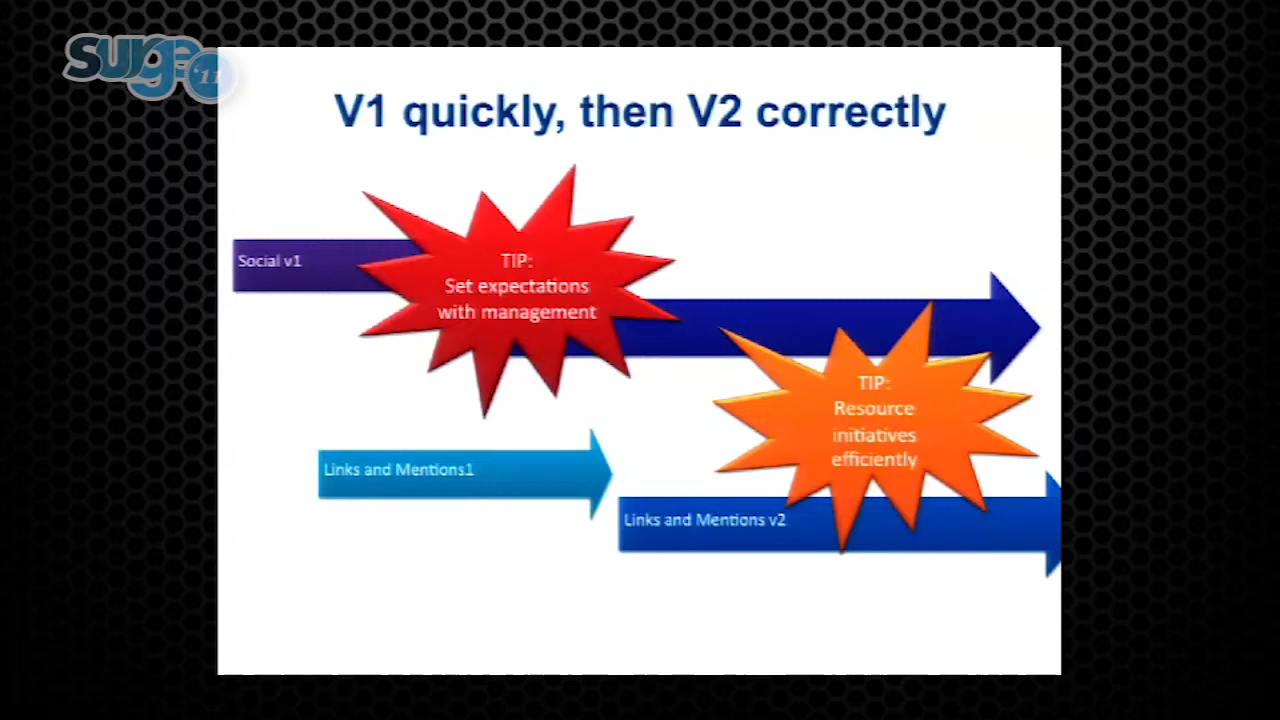 surge
'11
V1 quickly, then V2 correctly
Social v1
TIP:
Set expectations
with management
TIP:
Resource
initiatives
efficiently
Links and Mentions1
Links and Mentions v2